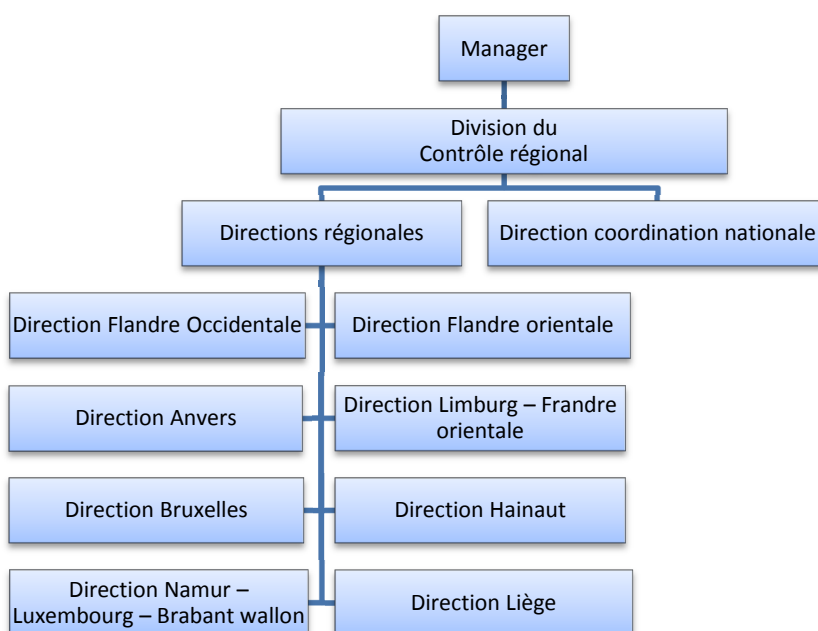 Manager
Division du
Contrôle régional
Directions régionales
Direction coordination nationale
Direction Flandre Occidentale
Direction Flandre orientale
Direction Anvers
Direction Limburg – Frandre
orientale
Direction Bruxelles
Direction Hainaut
Direction Namur –
Luxembourg – Brabant wallon
Direction Liège